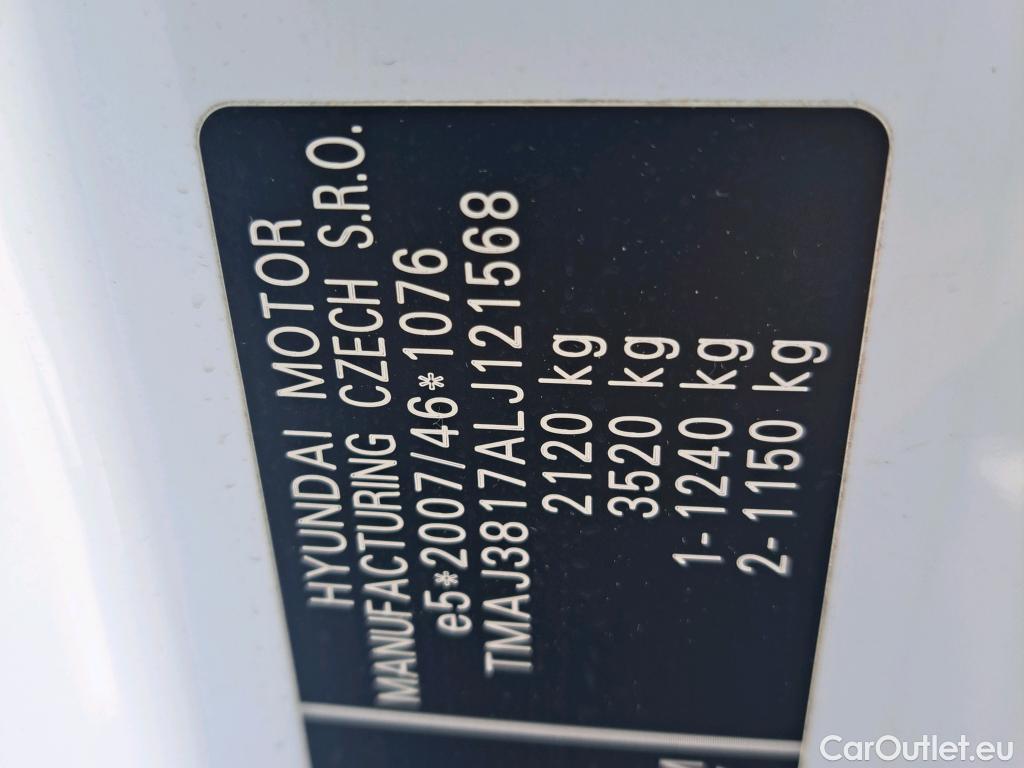 HYUNDAI MOTOR
MANUFACTURING CZECH S.R.O.
e5*2007/46*1076
TMAJ3817ALJ121568
2120 kg
3520 kg
1- 1240 kg
2- 1150 kg
CarOutlet.eu